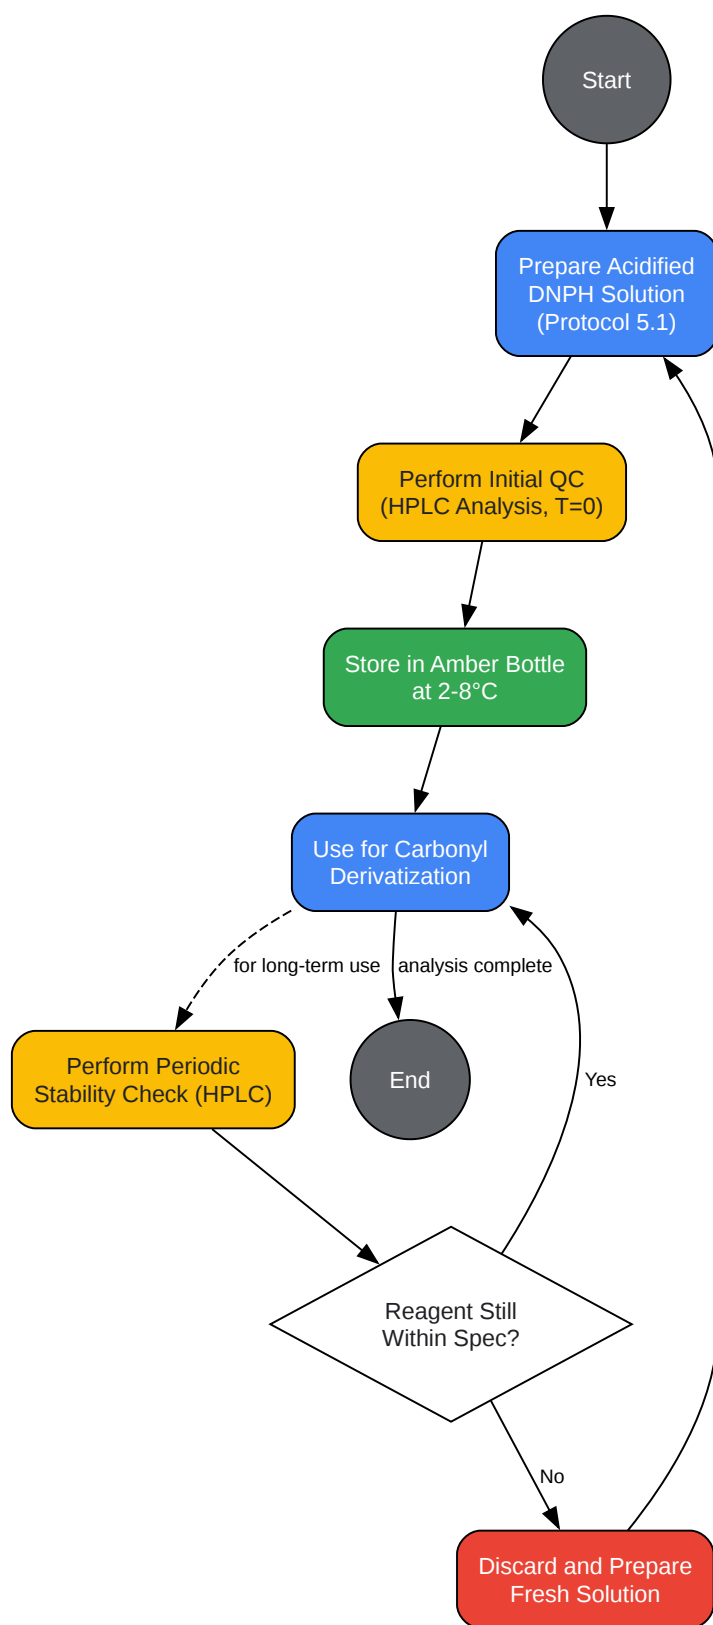 Start
Prepare Acidified
DNPH Solution
(Protocol 5.1)
Perform Initial QC
(HPLC Analysis, T=0)
Store in Amber Bottle
at 2-8°C
Use for Carbonyl
Derivatization
for long-term use
analysis complete
Perform Periodic
Stability Check (HPLC)
End
Yes
Reagent Still
Within Spec?
No
Discard and Prepare
Fresh Solution